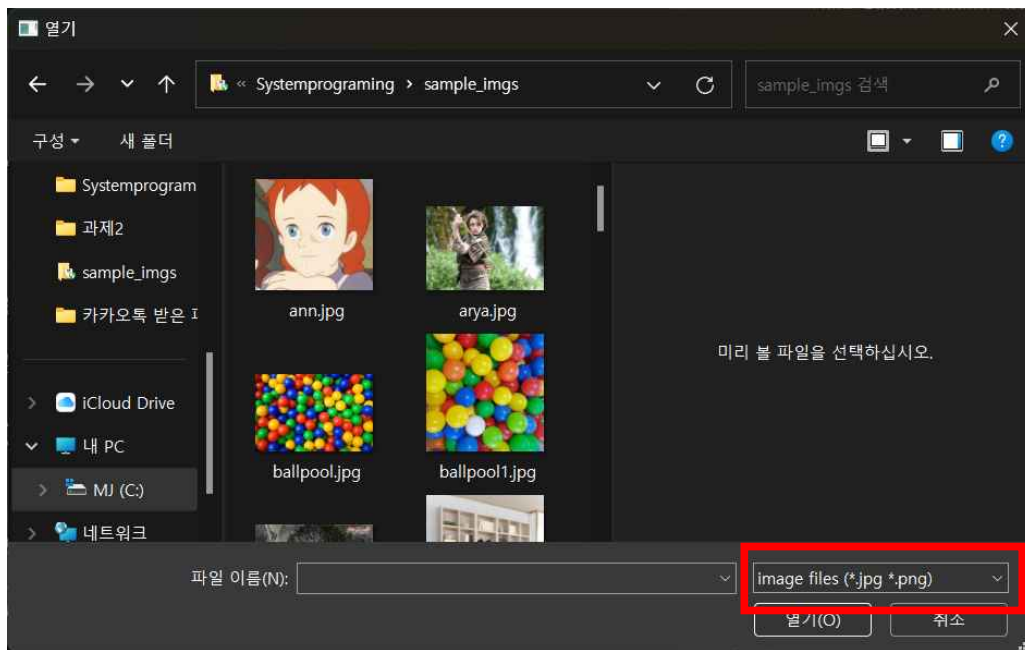 열기
« Systemprograming > sample_imgs
sample_imgs 검색
구성
새 폴더
Systemprogram
과제2
sample_imgs
카카오톡 받은
iCloud Drive
내 PC
MJ (C:)
네트워크
ann.jpg
arya.jpg
ballpool.jpg
ballpool1.jpg
미리 볼 파일을 선택하십시오.
파일 이름(N):
image files (*.jpg *.png)
열기(O)
취소